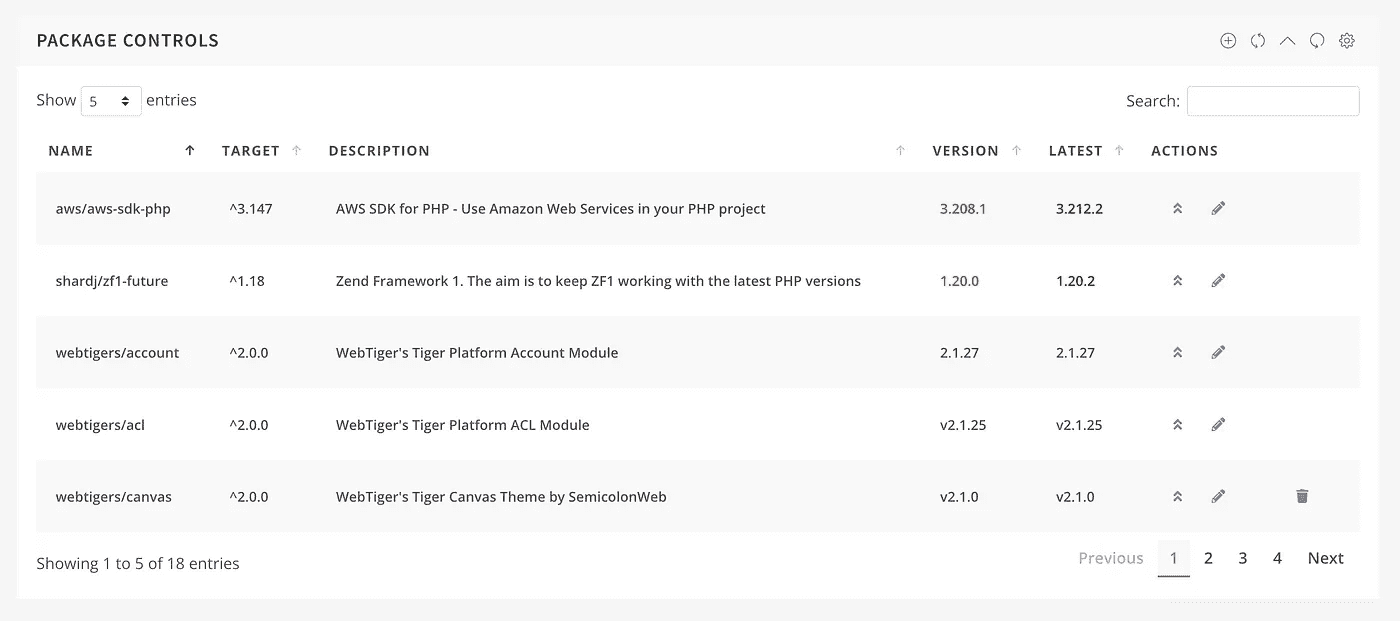 PACKAGE CONTROLS
Show 5 entries Search:
NAME TARGET DESCRIPTION VERSION LATEST ACTIONS
aws/aws-sdk-php ^3.147 AWS SDK for PHP - Use Amazon Web Services in your PHP project 3.208.1 3.212.2
shardj/zf1-future ^1.18 Zend Framework 1. The aim is to keep ZF1 working with the latest PHP versions 1.20.0 1.20.2
webtigers/account ^2.0.0 WebTiger's Tiger Platform Account Module 2.1.27 2.1.27
webtigers/acl ^2.0.0 WebTiger's Tiger Platform ACL Module v2.1.25 v2.1.25
webtigers/canvas ^2.0.0 WebTiger's Tiger Canvas Theme by SemicolonWeb v2.1.0 v2.1.0
Showing 1 to 5 of 18 entries Previous 1 2 3 4 Next